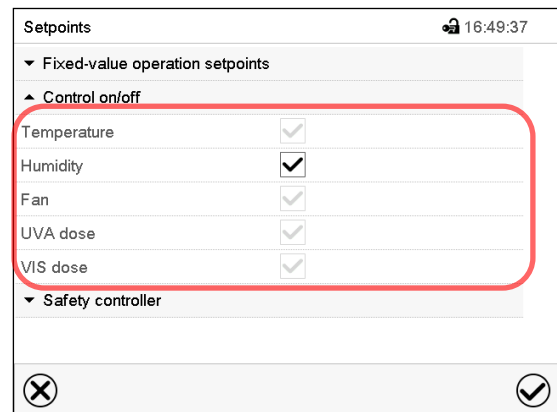 Setpoints 16:49:37
Fixed-value operation setpoints
Control on/off
Temperature
Humidity
Fan
UVA dose
VIS dose
Safety controller